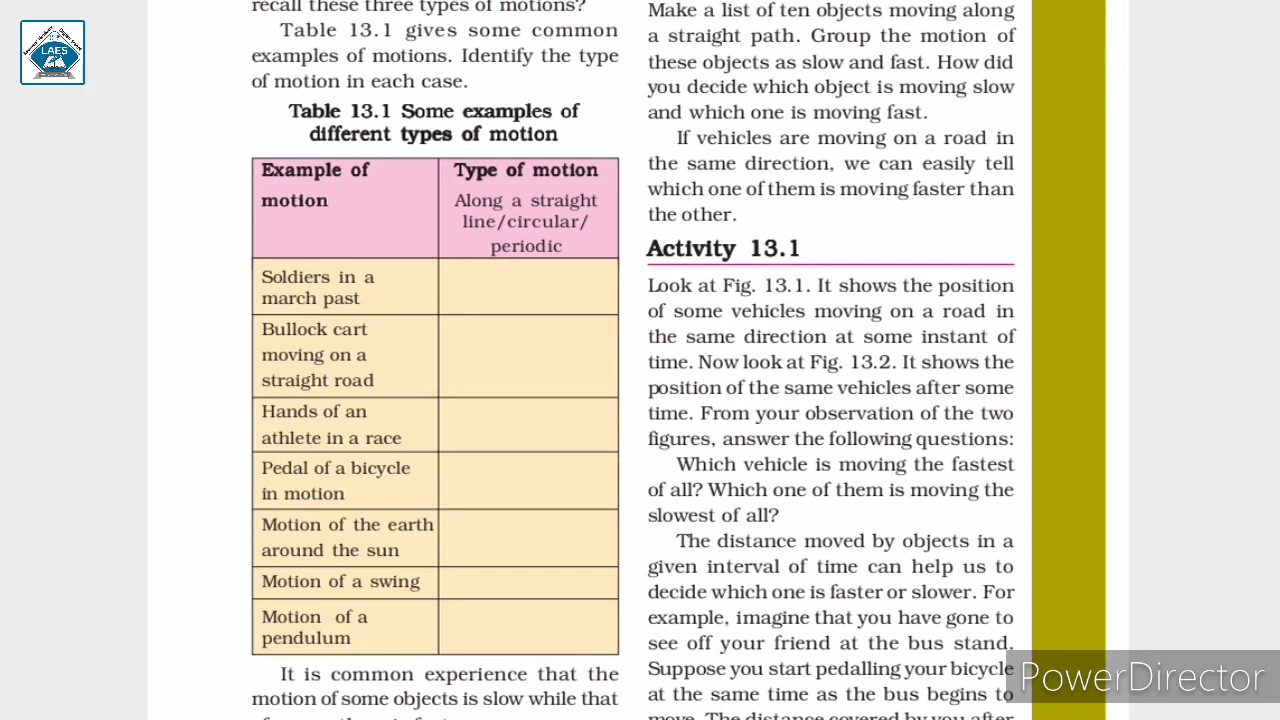 LAES
recall these three types of motions?
Table 13.1 gives some common
examples of motions. Identify the type
of motion in each case.
Table 13.1 Some examples of
different types of motion
Example of
motion
Type of motion
Along a straight
line/circular/
periodic
Soldiers in a
march past
Bullock cart
moving on a
straight road
Hands of an
athlete in a race
Pedal of a bicycle
in motion
Motion of the earth
around the sun
Motion of a swing
Motion of a
pendulum
It is common experience that the
motion of some objects is slow while that
Make a list of ten objects moving along
a straight path. Group the motion of
these objects as slow and fast. How did
you decide which object is moving slow
and which one is moving fast.
If vehicles are moving on a road in
the same direction, we can easily tell
which one of them is moving faster than
the other.
Activity 13.1
Look at Fig. 13.1. It shows the position
of some vehicles moving on a road in
the same direction at some instant of
time. Now look at Fig. 13.2. It shows the
position of the same vehicles after some
time. From your observation of the two
figures, answer the following questions:
Which vehicle is moving the fastest
of all? Which one of them is moving the
slowest of all?
The distance moved by objects in a
given interval of time can help us to
decide which one is faster or slower. For
example, imagine that you have gone to
see off your friend at the bus stand.
Suppose you start pedalling your bicycle
at the same time as the bus begins to
move. The distance covered by you after
PowerDirector